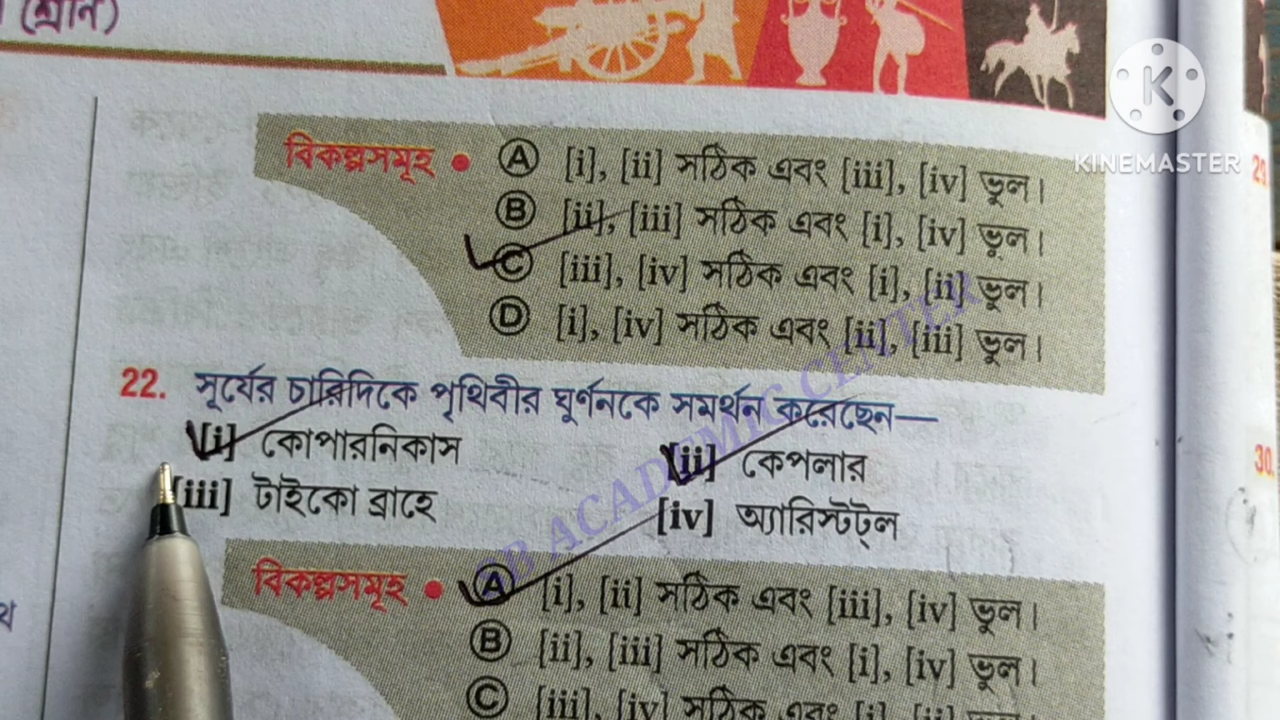 (শ্রেণি)
KINEMASTER
বিকল্পসমূহ • A [i], [ii] সঠিক এবং [iii], [iv] ভুল।
B [ii], [iii] সঠিক এবং [i], [iv] ভুল।
C [iii], [iv] সঠিক এবং [i], [ii] ভুল।
D [i], [iv] সঠিক এবং [ii], [iii] ভুল।
22. সূর্যের চারিদিকে পৃথিবীর ঘুর্ণনকে সমর্থন করেছেন—
[i] কোপারনিকাস [ii] কেপলার
[iii] টাইকো ব্রাহে [iv] অ্যারিস্টট্ল
বিকল্পসমূহ • A [i], [ii] সঠিক এবং [iii], [iv] ভুল।
B [ii], [iii] সঠিক এবং [i], [iv] ভুল।
C [iii], [iv] সঠিক এবং [i], [ii] ভুল।
29.
30.